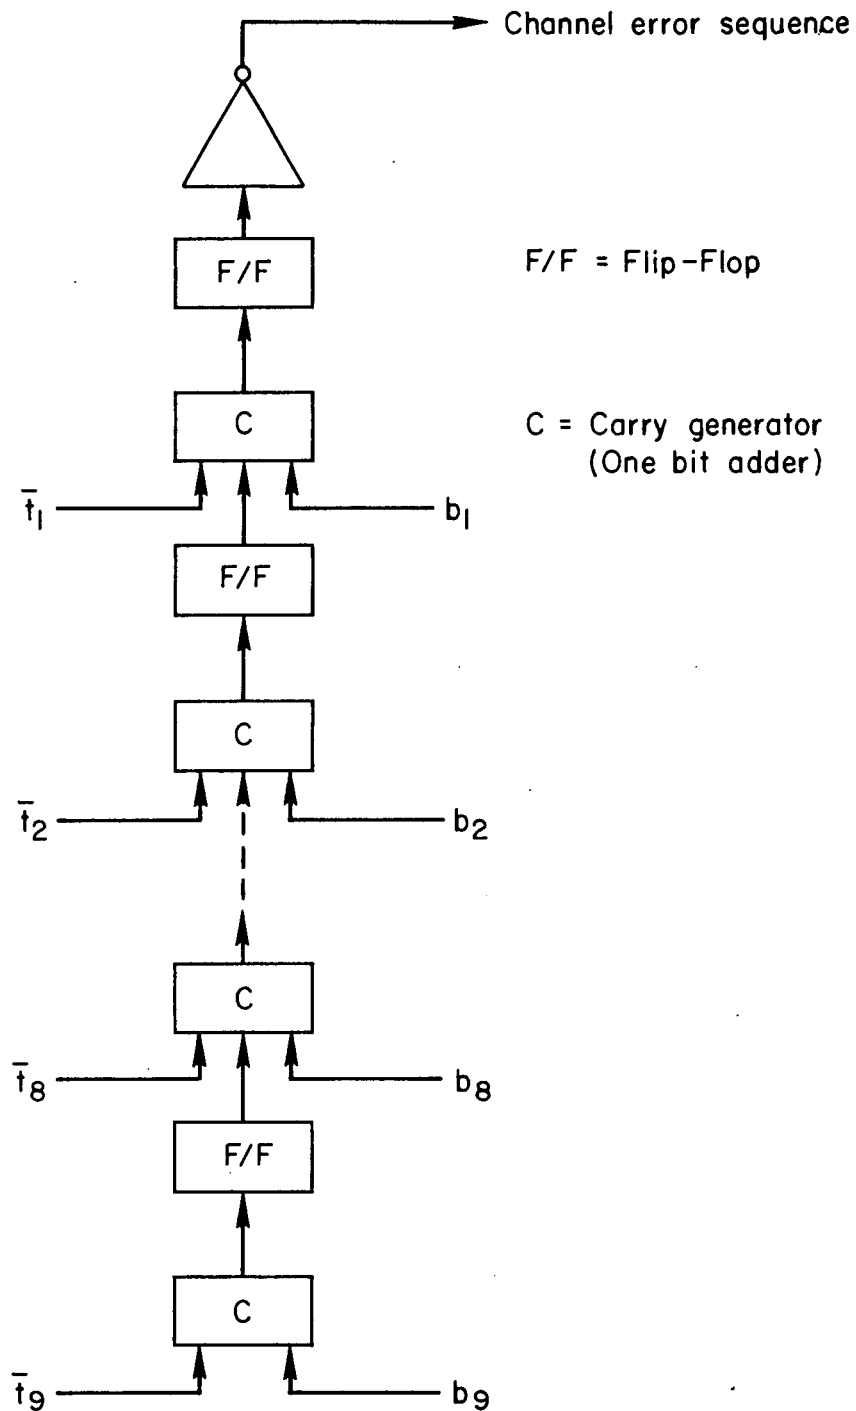 Channel error sequence
F/F
F/F = Flip-Flop
C
C = Carry generator
(One bit adder)
t̄₁
b₁
F/F
C
t̄₂
b₂
C
t̄₈
b₈
F/F
C
t̄₉
b₉